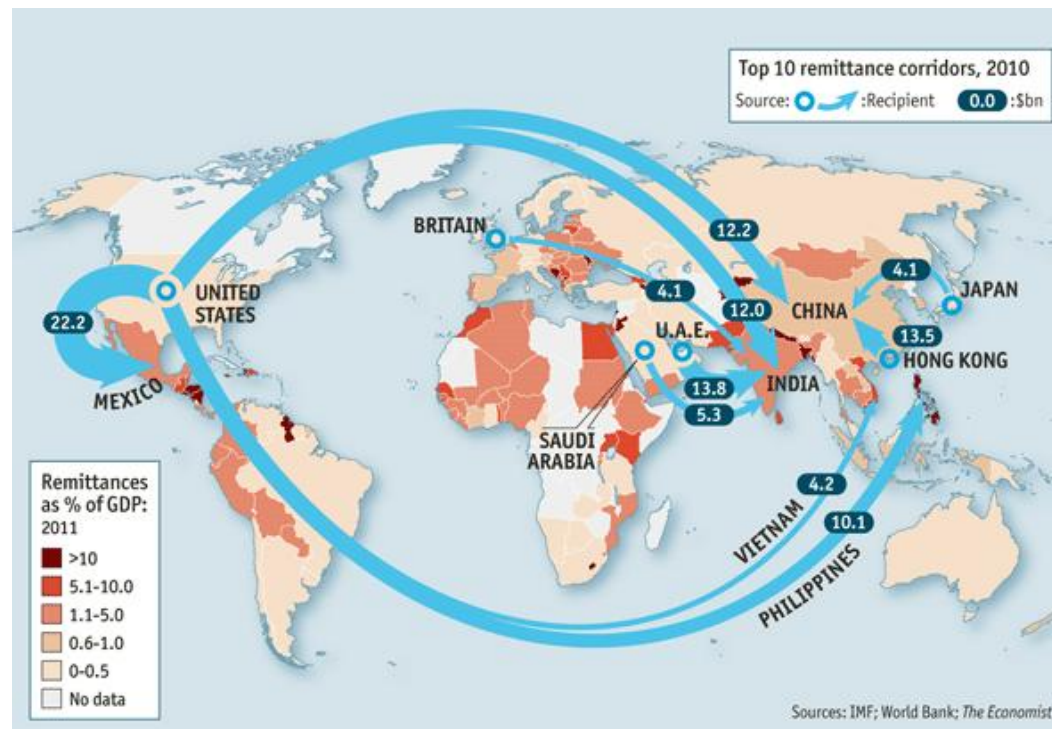 Top 10 remittance corridors, 2010
Source: :Recipient 0.0 :$bn
BRITAIN
12.2
4.1
4.1
JAPAN
UNITED
STATES
12.0
CHINA
22.2
U.A.E.
13.5
HONG KONG
MEXICO
13.8
INDIA
5.3
SAUDI
ARABIA
4.2
VIETNAM
10.1
PHILIPPINES
Remittances
as % of GDP:
2011
>10
5.1-10.0
1.1-5.0
0.6-1.0
0-0.5
No data
Sources: IMF; World Bank; The Economist